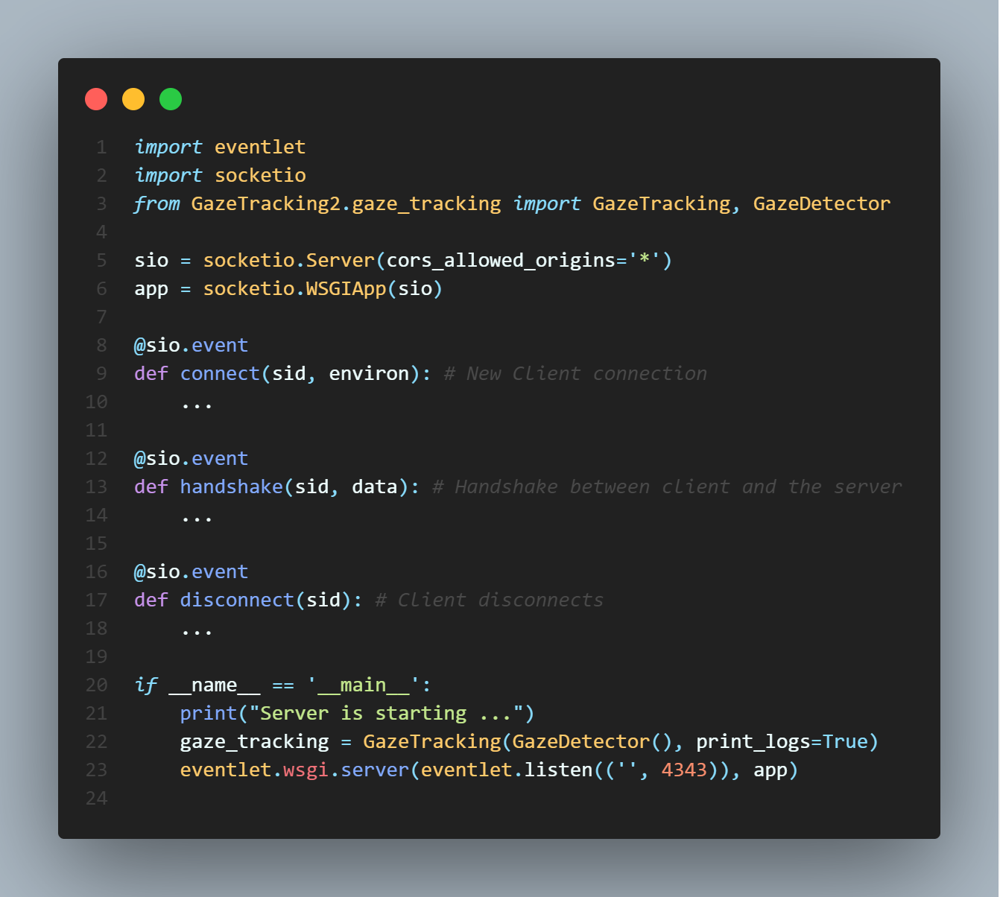 1 import eventlet
2 import socketio
3 from GazeTracking2.gaze_tracking import GazeTracking, GazeDetector
4
5 sio = socketio.Server(cors_allowed_origins='*')
6 app = socketio.WSGIApp(sio)
7
8 @sio.event
9 def connect(sid, environ): # New Client connection
10     ...
11
12 @sio.event
13 def handshake(sid, data): # Handshake between client and the server
14     ...
15
16 @sio.event
17 def disconnect(sid): # Client disconnects
18     ...
19
20 if __name__ == '__main__':
21     print("Server is starting ...")
22     gaze_tracking = GazeTracking(GazeDetector(), print_logs=True)
23     eventlet.wsgi.server(eventlet.listen(('', 4343)), app)
24